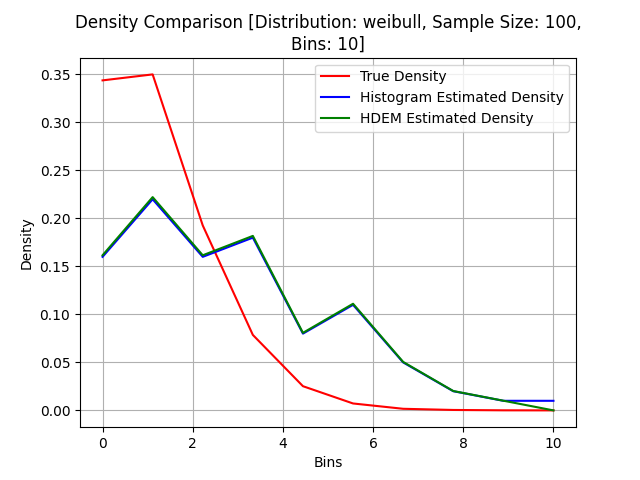 Density Comparison [Distribution: weibull, Sample Size: 100,
Bins: 10]
True Density
Histogram Estimated Density
HDEM Estimated Density
Density
0.35
0.30
0.25
0.20
0.15
0.10
0.05
0.00
0 2 4 6 8 10
Bins